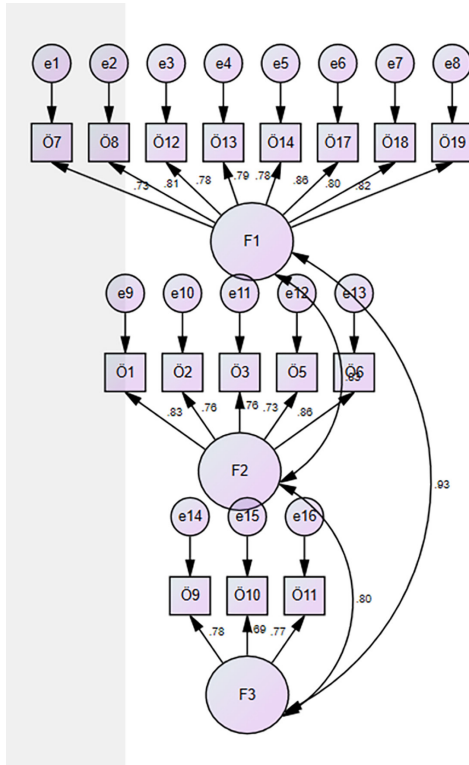 e1 e2 e3 e4 e5 e6 e7 e8
Ö7 Ö8 Ö12 Ö13 Ö14 Ö17 Ö18 Ö19
.73 .81 .78 .79 .78 .86 .80 .82
F1
e9 e10 e11 e12 e13
Ö1 Ö2 Ö3 Ö5 Ö6
.83
.83 .76 .76 .73 .86
F2
.93
e14 e15 e16
Ö9 Ö10 Ö11
.80
.78 .69 .77
F3